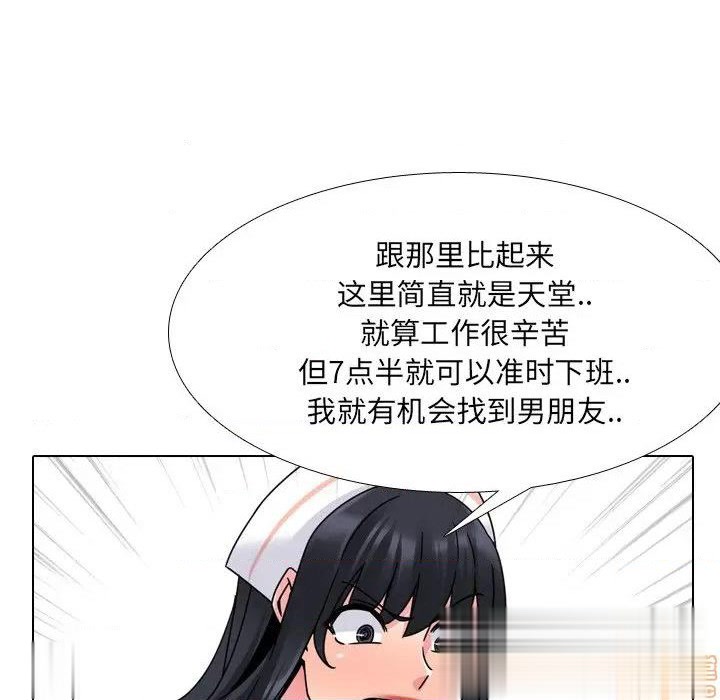 跟那里比起来
这里简直就是天堂..
就算工作很辛苦
但7点半就可以准时下班..
我就有机会找到男朋友..